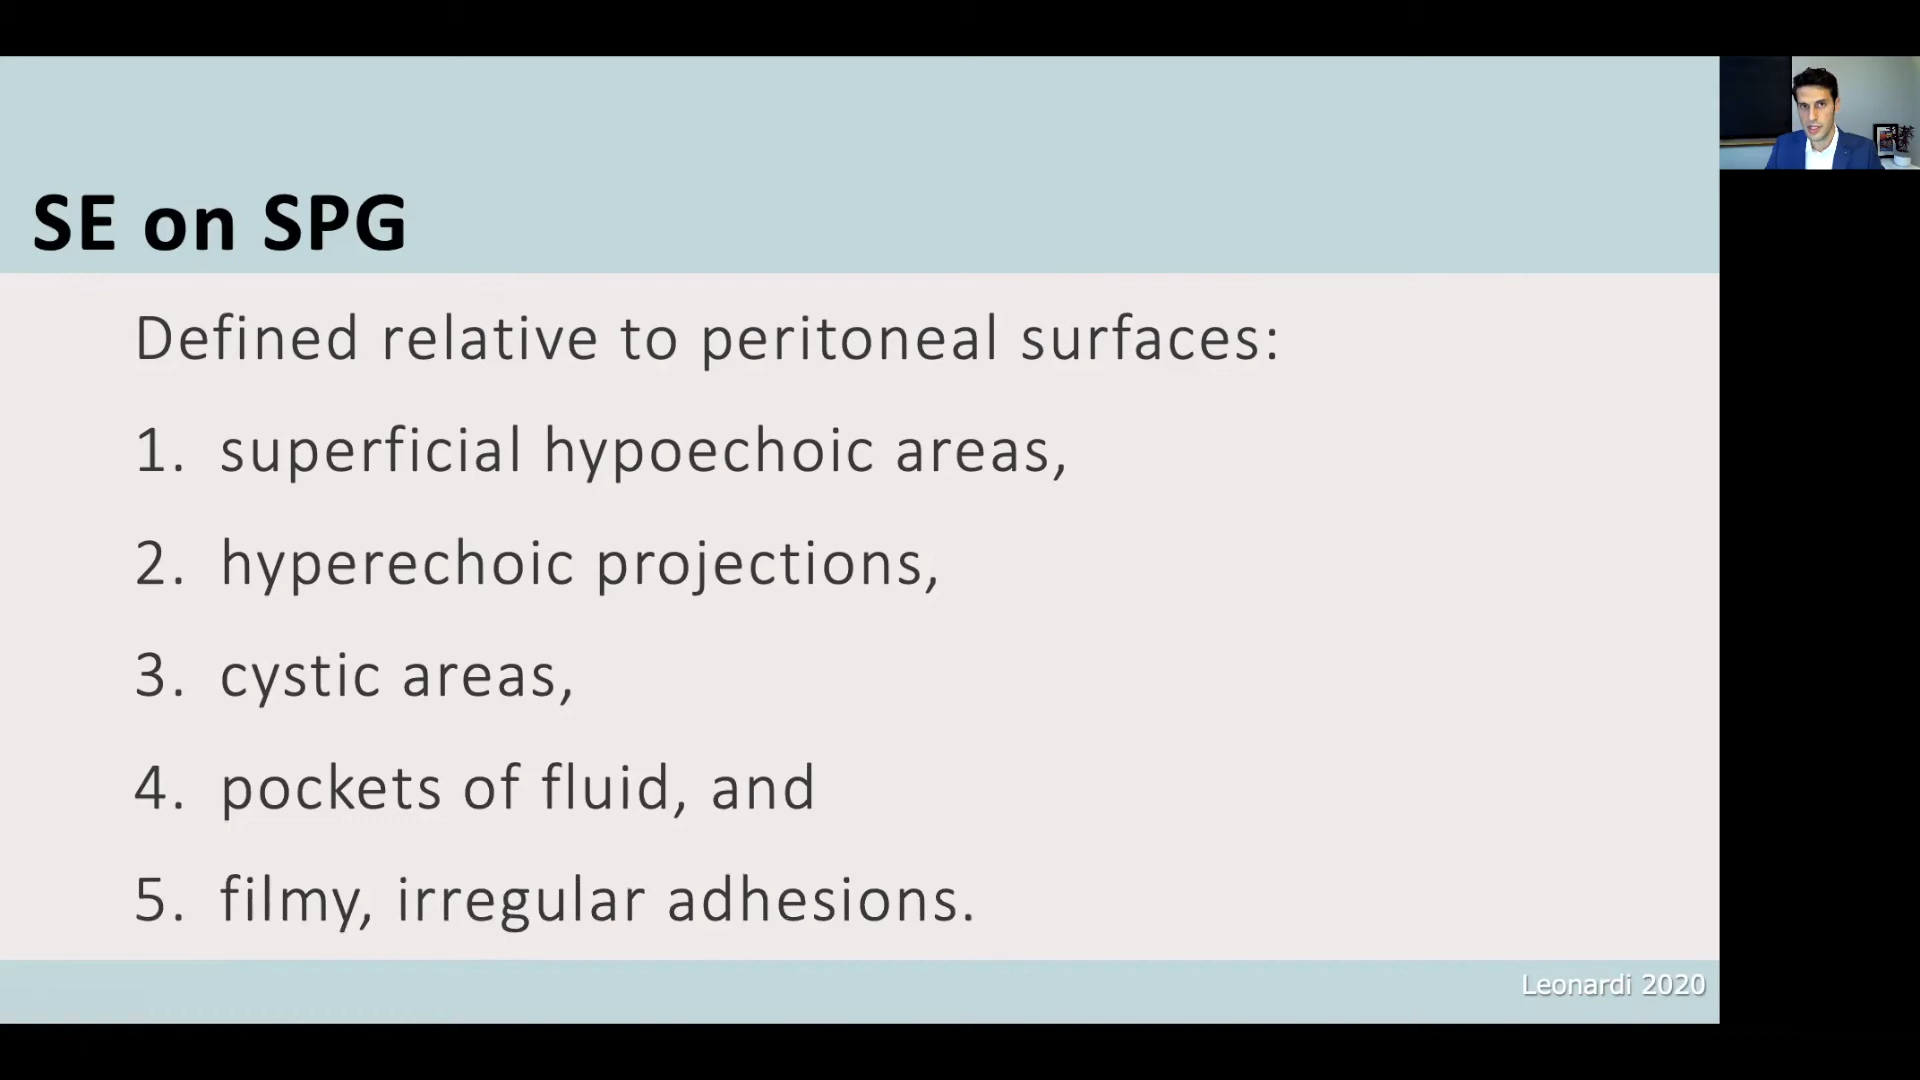 SE on SPG
Defined relative to peritoneal surfaces:
1. superficial hypoechoic areas,
2. hyperechoic projections,
3. cystic areas,
4. pockets of fluid, and
5. filmy, irregular adhesions.
Leonardi 2020